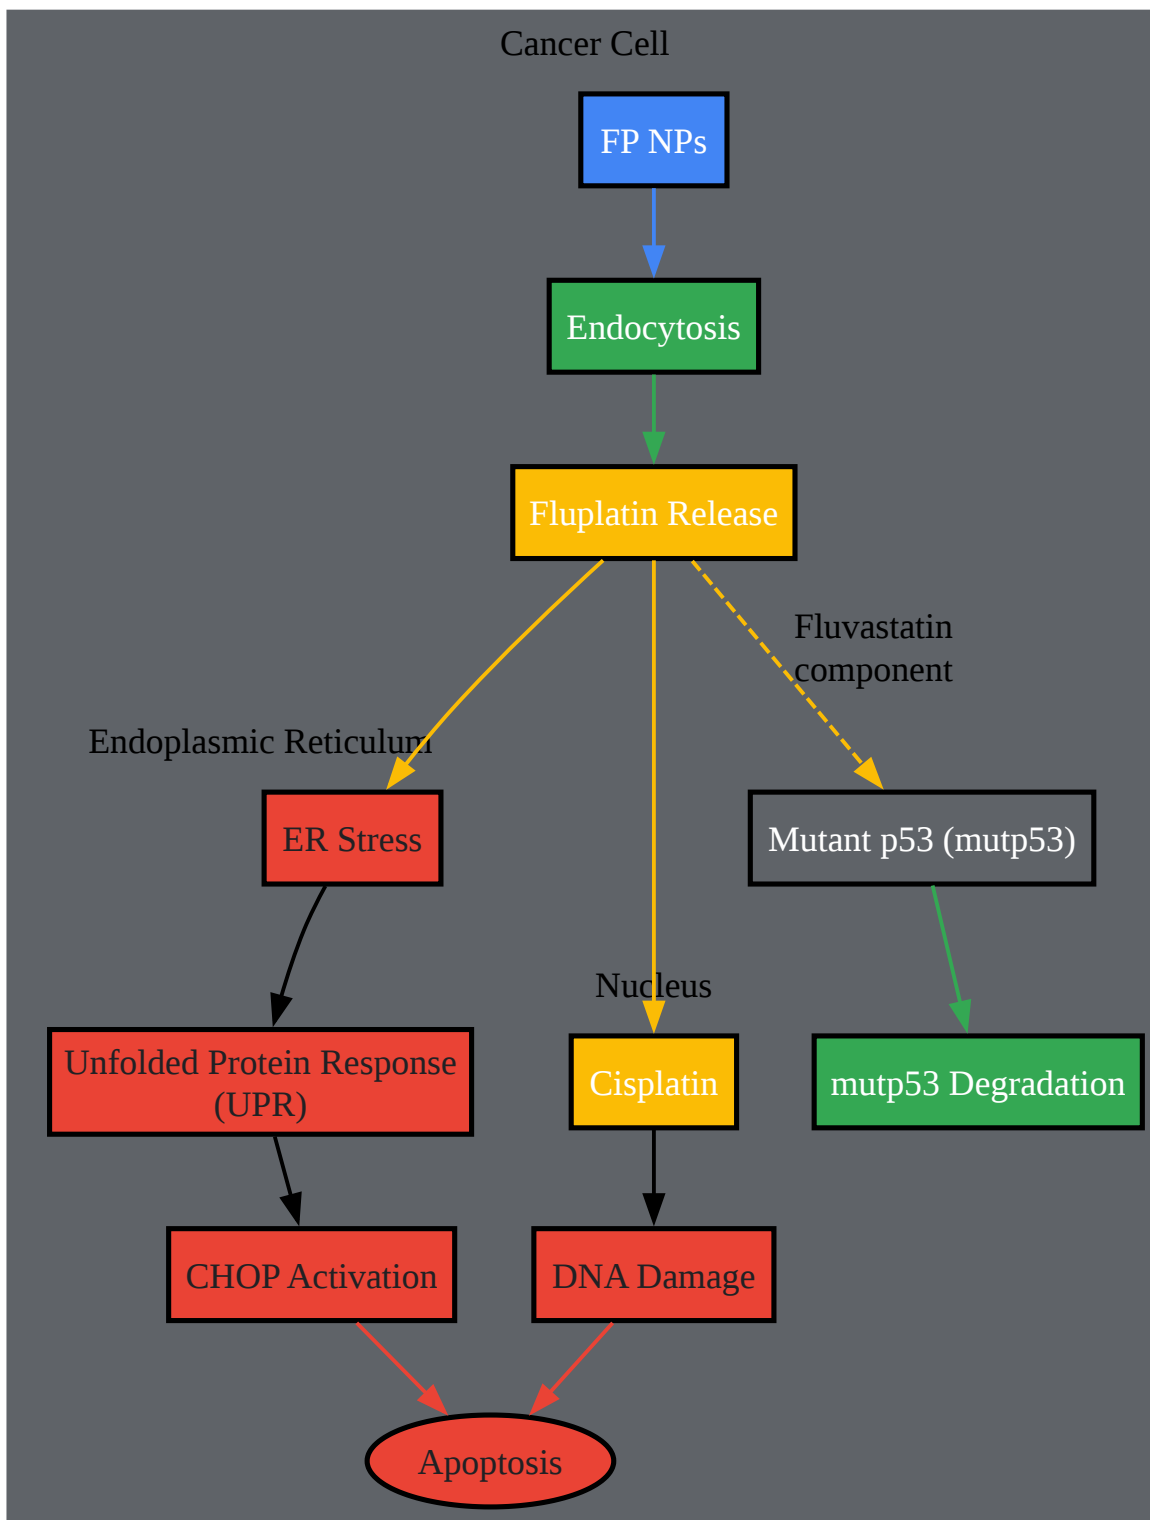 Cancer Cell
FP NPs
Endocytosis
Fluplatin Release
Fluvastatin
component
Endoplasmic Reticulum
ER Stress
Mutant p53 (mutp53)
Nucleus
Unfolded Protein Response
(UPR)
Cisplatin
mutp53 Degradation
CHOP Activation
DNA Damage
Apoptosis